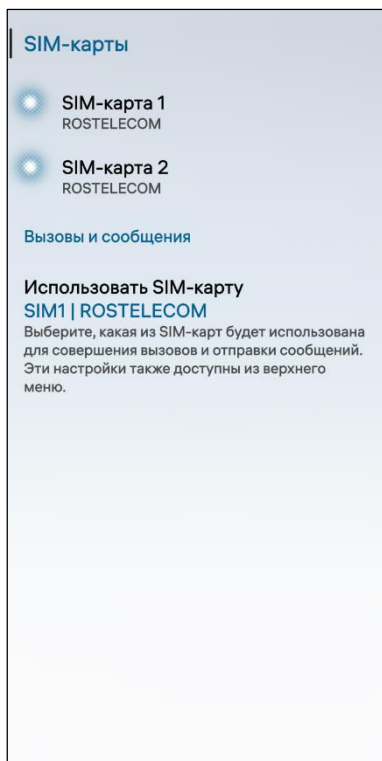 SIM-карты
SIM-карта 1
ROSTELECOM
SIM-карта 2
ROSTELECOM
Вызовы и сообщения
Использовать SIM-карту
SIM1 | ROSTELECOM
Выберите, какая из SIM-карт будет использована
для совершения вызовов и отправки сообщений.
Эти настройки также доступны из верхнего
меню.